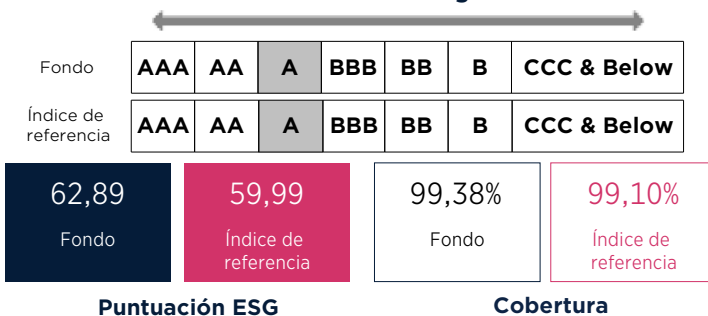 Fondo AAA AA A BBB BB B CCC & Below
Índice de
referencia AAA AA A BBB BB B CCC & Below
62,89 59,99 99,38% 99,10%
Fondo Índice de Fondo Índice de
referencia referencia
Puntuación ESG Cobertura